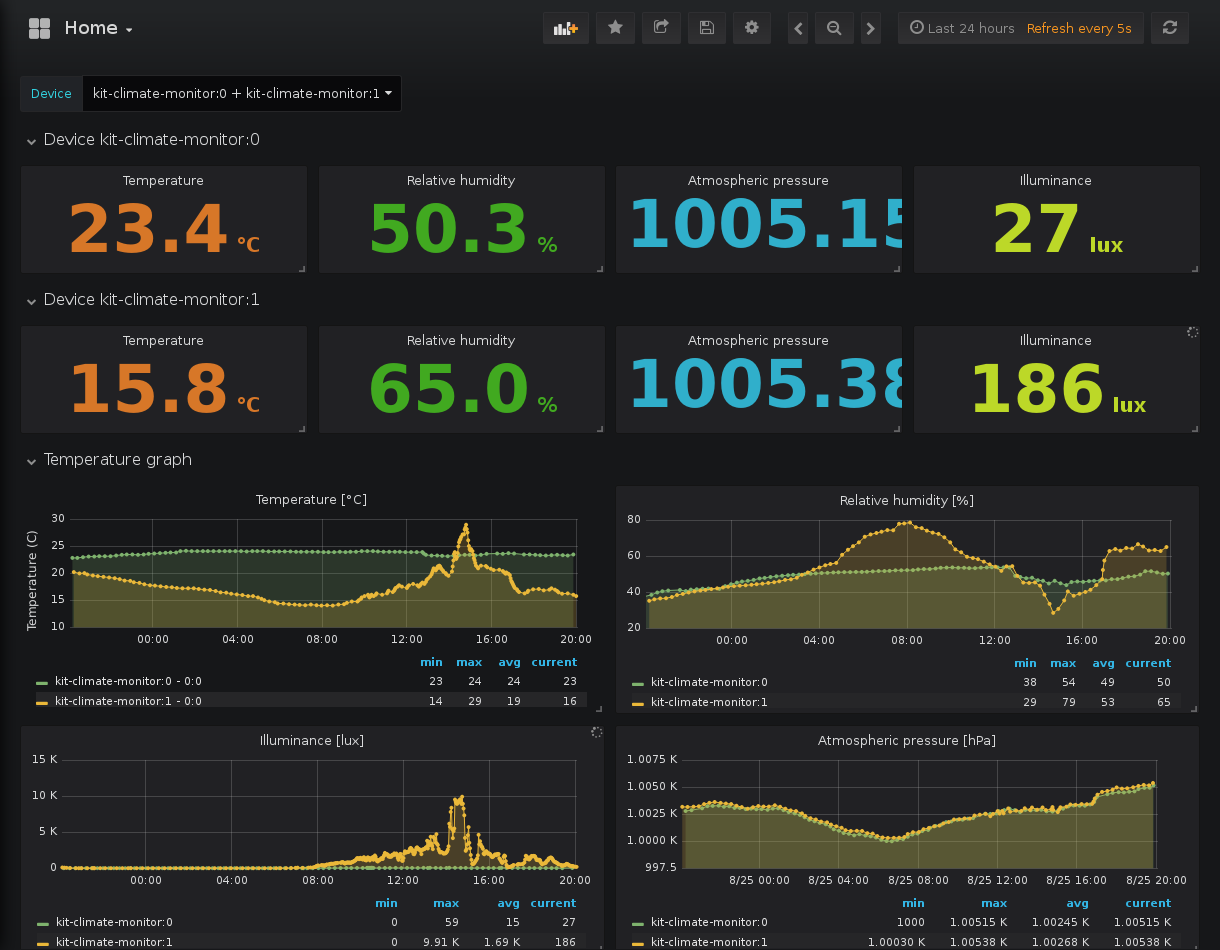 Home
Last 24 hours Refresh every 5s
Device kit-climate-monitor:0 + kit-climate-monitor:1
Device kit-climate-monitor:0
Temperature Relative humidity Atmospheric pressure Illuminance
23.4 °C 50.3 % 1005.15 27 lux
Device kit-climate-monitor:1
Temperature Relative humidity Atmospheric pressure Illuminance
15.8 °C 65.0 % 1005.38 186 lux
Temperature graph
Temperature [°C]
Temperature (C)
30
25
20
15
10
00:00 04:00 08:00 12:00 16:00 20:00
min max avg current
kit-climate-monitor:0 - 0:0 23 24 24 23
kit-climate-monitor:1 - 0:0 14 29 19 16
Relative humidity [%]
80
60
40
20
00:00 04:00 08:00 12:00 16:00 20:00
min max avg current
kit-climate-monitor:0 38 54 49 50
kit-climate-monitor:1 29 79 53 65
Illuminance [lux]
15 K
10 K
5 K
0
00:00 04:00 08:00 12:00 16:00 20:00
min max avg current
kit-climate-monitor:0 0 59 15 27
kit-climate-monitor:1 0 9.91 K 1.69 K 186
Atmospheric pressure [hPa]
1.0075 K
1.0050 K
1.0025 K
1.0000 K
997.5
8/25 00:00 8/25 04:00 8/25 08:00 8/25 12:00 8/25 16:00 8/25 20:00
min max avg current
kit-climate-monitor:0 1000 1.00515 K 1.00245 K 1.00515 K
kit-climate-monitor:1 1.00030 K 1.00538 K 1.00268 K 1.00538 K